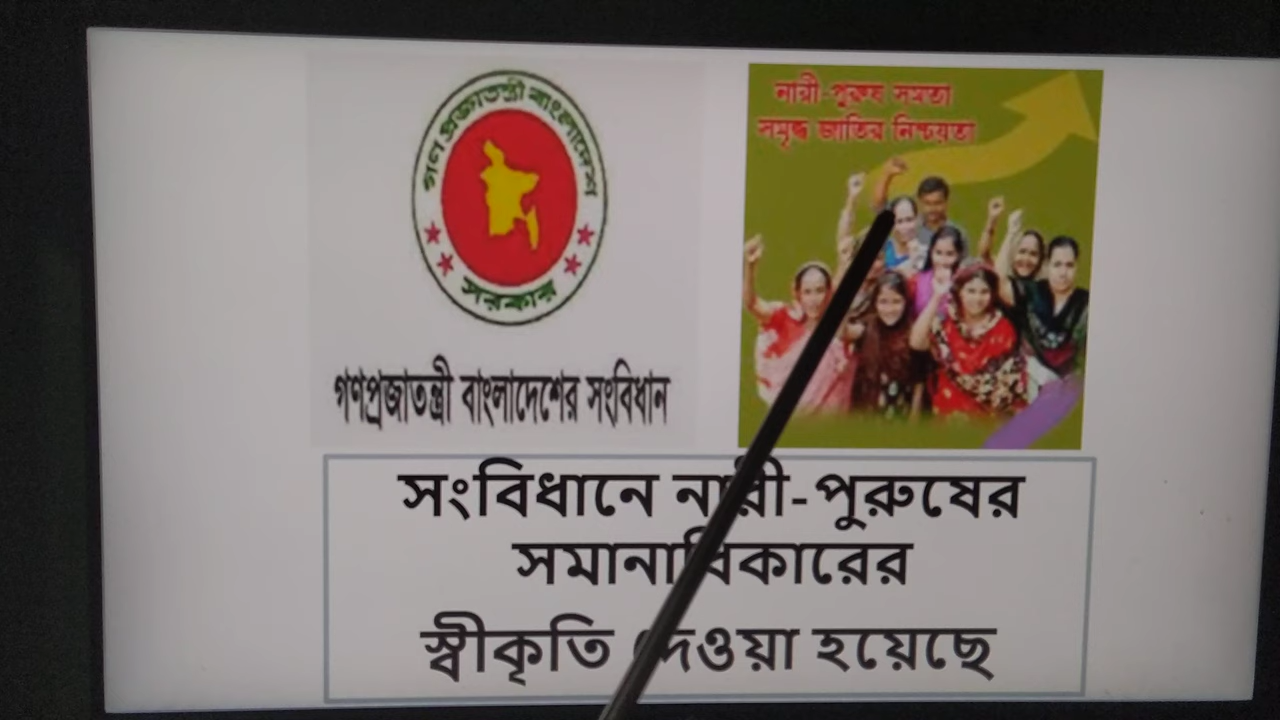 গণপ্রজাতন্ত্রী বাংলাদেশ
সরকার
গণপ্রজাতন্ত্রী বাংলাদেশের সংবিধান
নারী-পুরুষ সমতা
সমৃদ্ধ জাতির নিশ্চয়তা
সংবিধানে নারী-পুরুষের
সমানাধিকারের
স্বীকৃতি দেওয়া হয়েছে